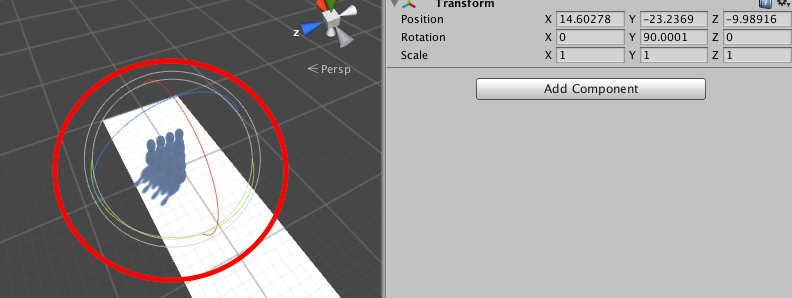 Transform
Position X 14.60278 Y -23.2369 Z -9.98916
Rotation X 0 Y 90.0001 Z 0
Scale X 1 Y 1 Z 1
z
Persp
Add Component